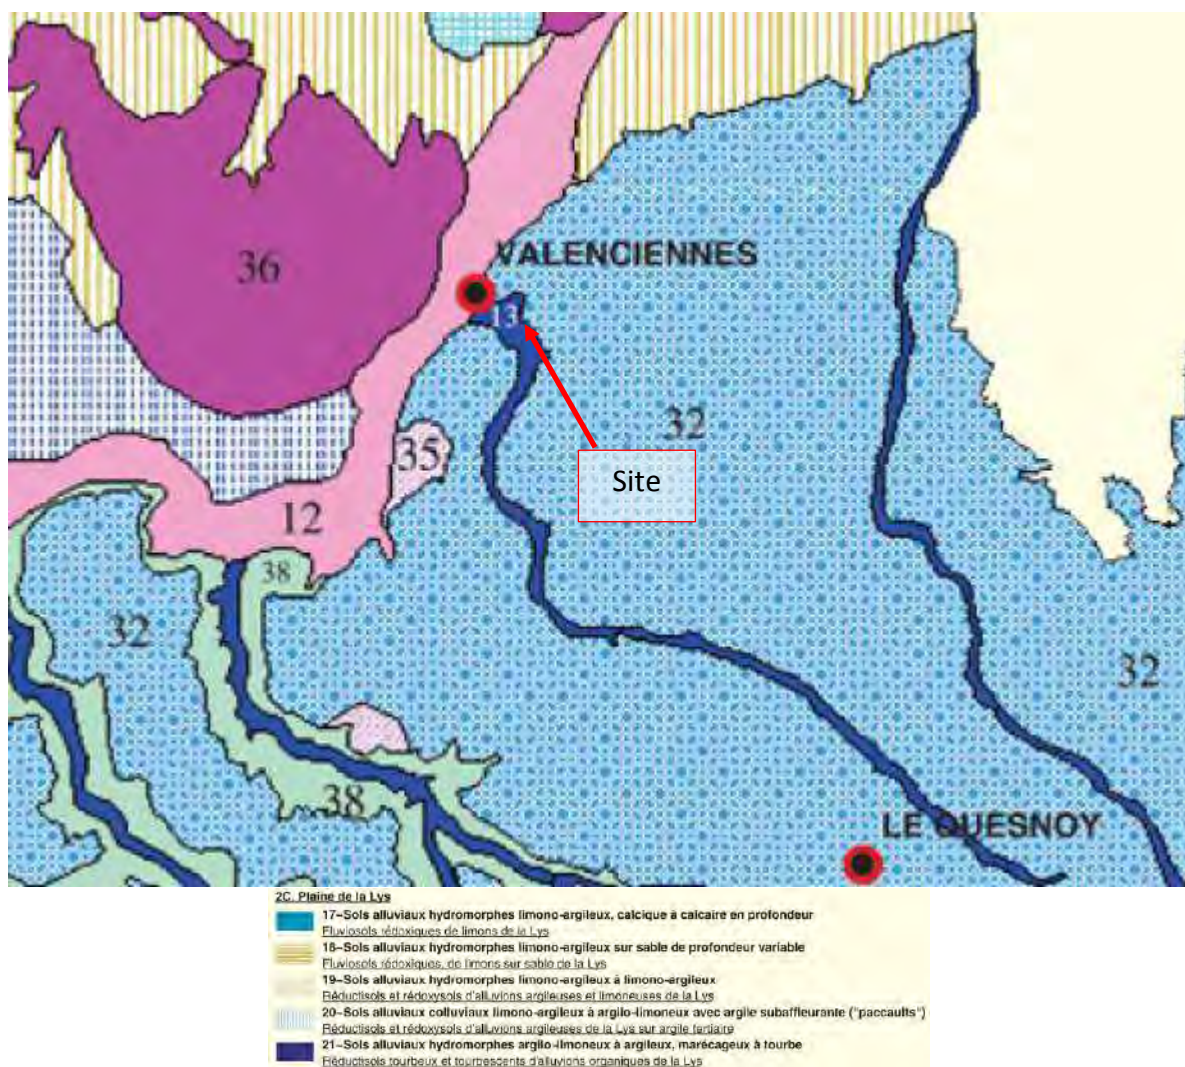 36
VALENCIENNES
13
32
35
Site
12
38
32
32
38
LE QUESNOY
2C. Plaine de la Lys
17–Sols alluviaux hydromorphes limono-argileux, calcique à calcaire en profondeur
Fluviosols rédoxiques de limons de la Lys
18–Sols alluviaux hydromorphes limono-argileux sur sable de profondeur variable
Fluviosols rédoxiques, de limons sur sable de la Lys
19–Sols alluviaux hydromorphes limono-argileux à limono-argileux
Réductisols et rédoxysols d'alluvions argileuses et limoneuses de la Lys
20–Sols alluviaux colluviaux limono-argileux à argilo-limoneux avec argile subaffleurante ("paccaults")
Réductisols et rédoxysols d'alluvions argileuses de la Lys sur argile tertiaire
21–Sols alluviaux hydromorphes argilo-limoneux à argileux, marécageux à tourbe
Réductisols tourbeux et tourbescents d'alluvions organiques de la Lys